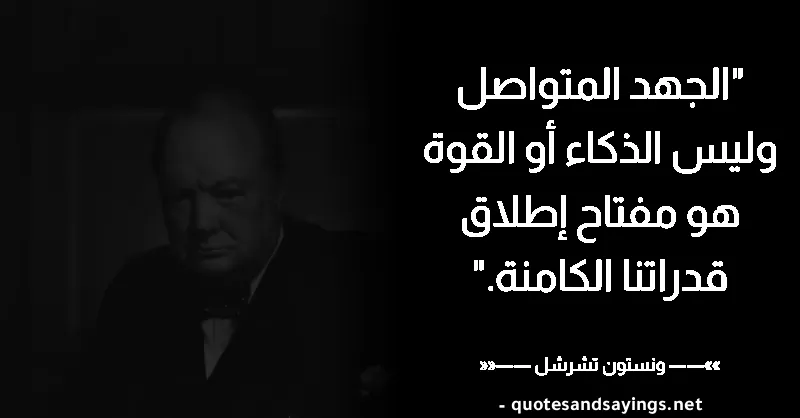 "الجهد المتواصل
وليس الذكاء أو القوة
هو مفتاح إطلاق
قدراتنا الكامنة."
»—— ونستون تشرشل ——««
- quotesandsayings.net